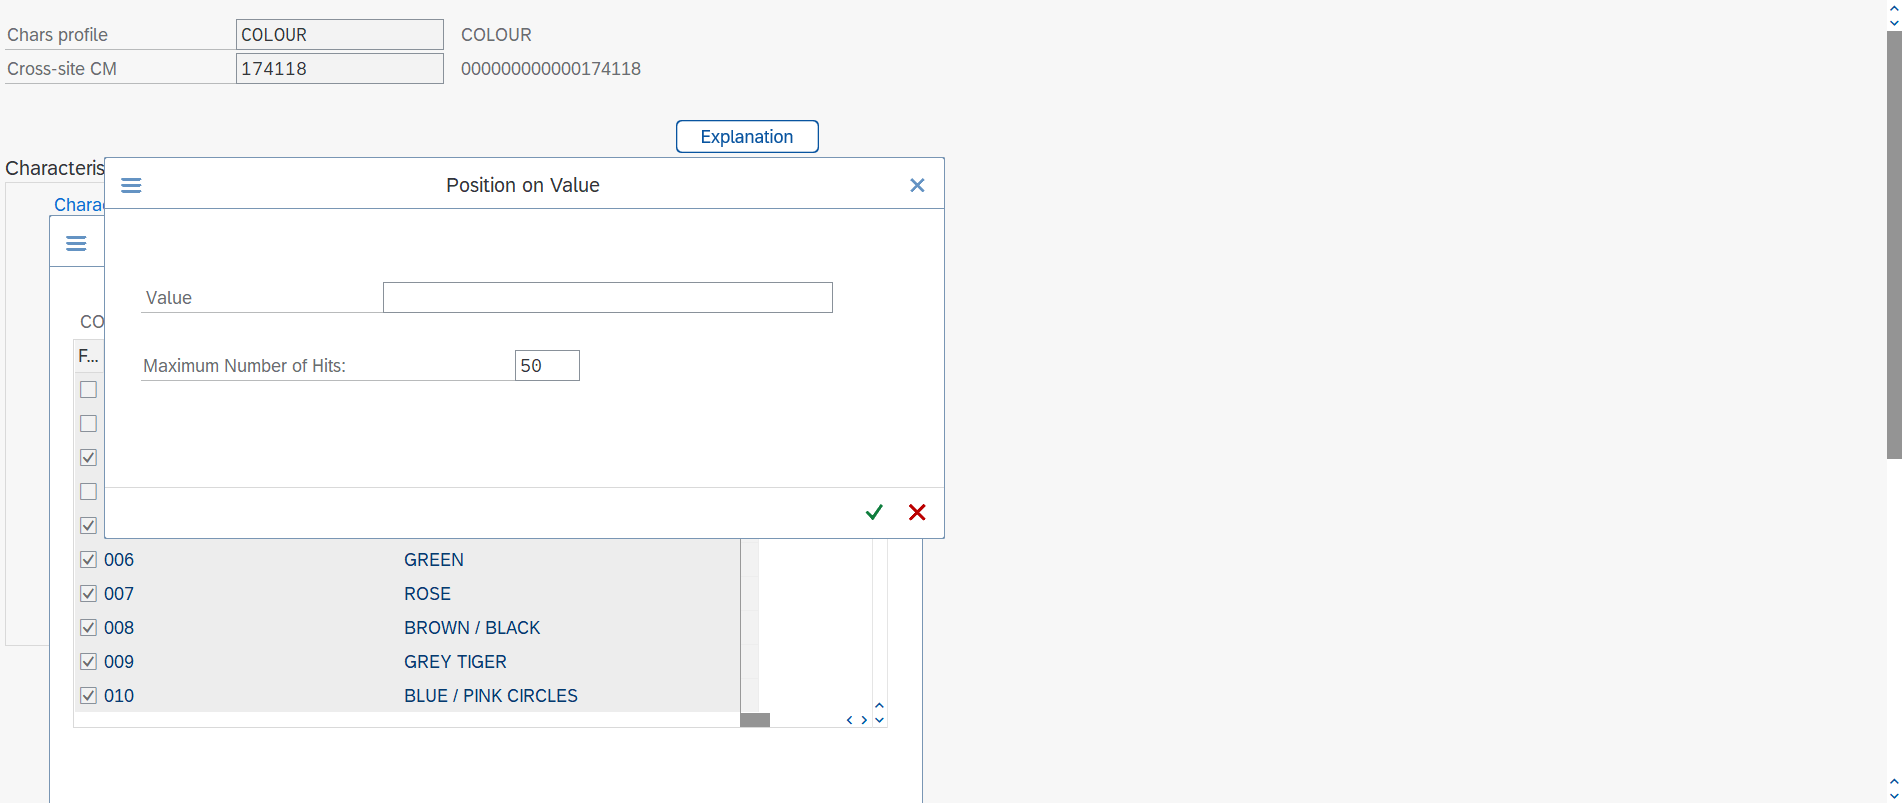 Chars profile COLOUR COLOUR
Cross-site CM 174118 000000000000174118
Explanation
Characteris
Position on Value
Charac
Value
CO
F...
Maximum Number of Hits: 50
006 GREEN
007 ROSE
008 BROWN / BLACK
009 GREY TIGER
010 BLUE / PINK CIRCLES